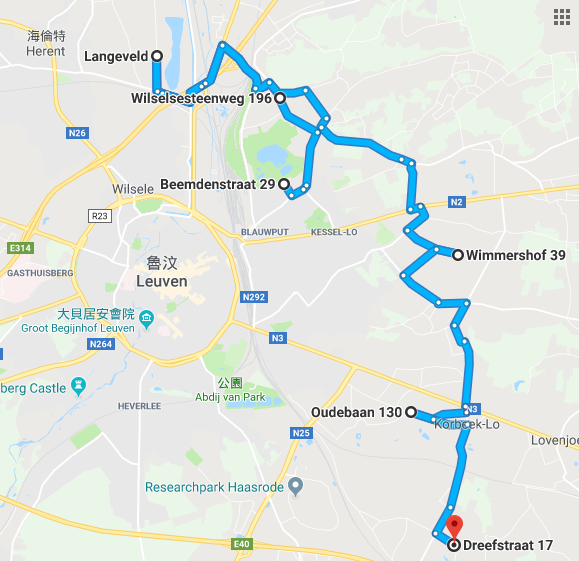 海倫特
Herent
Langeveld
Wilselsesteenweg 196
N26
Wilsele
Beemdenstraat 29
N2
R23
BLAUWPUT
KESSEL-LO
E314
魯汶
Leuven
Wimmershof 39
GASTHUISBERG
N292
大貝居安會院
Groot Begijnhof Leuven
N264
N3
公園
Abdij van Park
berg Castle
HEVERLEE
Oudebaan 130
N3
Korbeek-Lo
N25
Lovenjoe
Researchpark Haasrode
E40
Dreefstraat 17